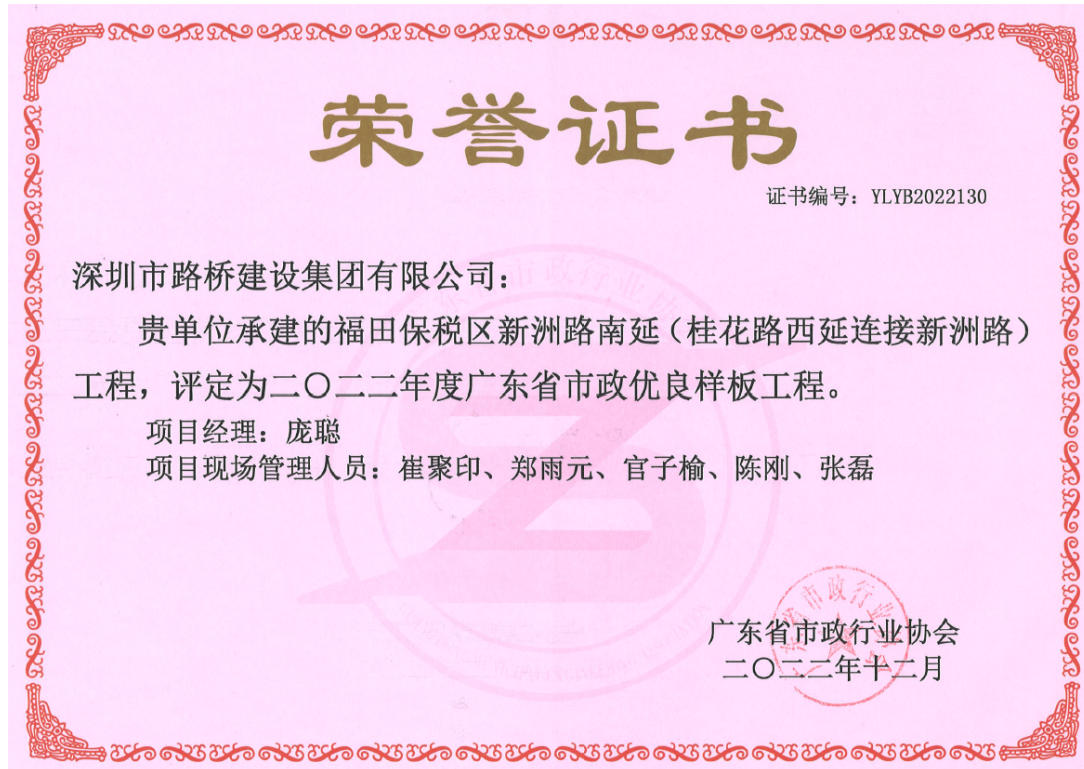 荣誉证书
证书编号：YLYB2022130
深圳市路桥建设集团有限公司：
贵单位承建的福田保税区新洲路南延（桂花路西延连接新洲路）
工程，评定为二〇二二年度广东省市政优良样板工程。
项目经理：庞聪
项目现场管理人员：崔聚印、郑雨元、官子榆、陈刚、张磊
广东省市政行业协会
二〇二二年十二月